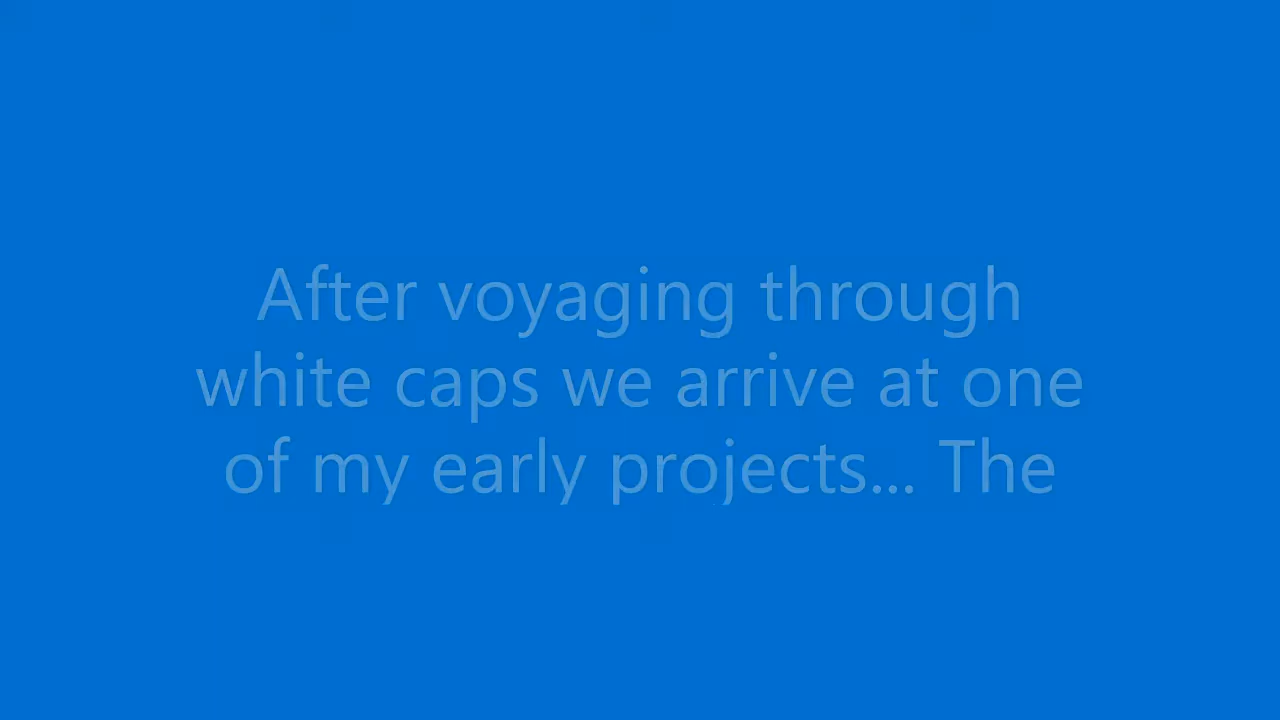 After voyaging through
white caps we arrive at one
of my early projects... The